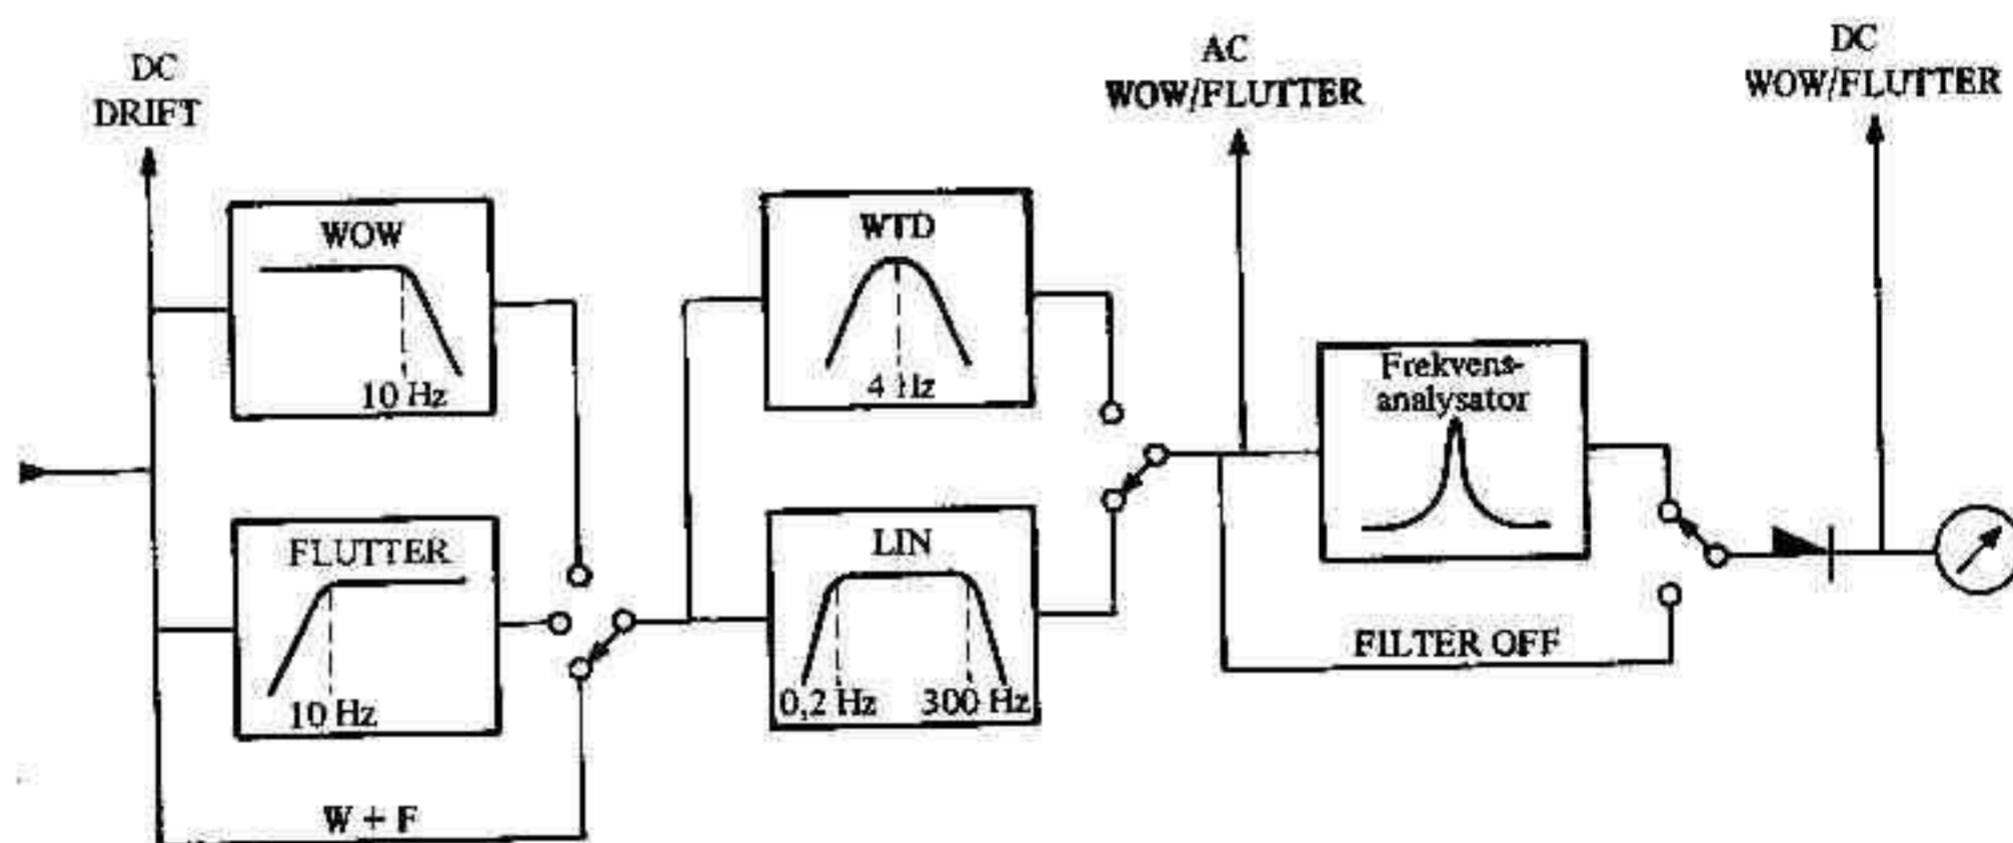 DC
DRIFT
WOW
10 Hz
FLUTTER
10 Hz
W + F
WTD
4 Hz
LIN
0,2 Hz 300 Hz
AC
WOW/FLUTTER
Frekvens-
analysator
FILTER OFF
DC
WOW/FLUTTER